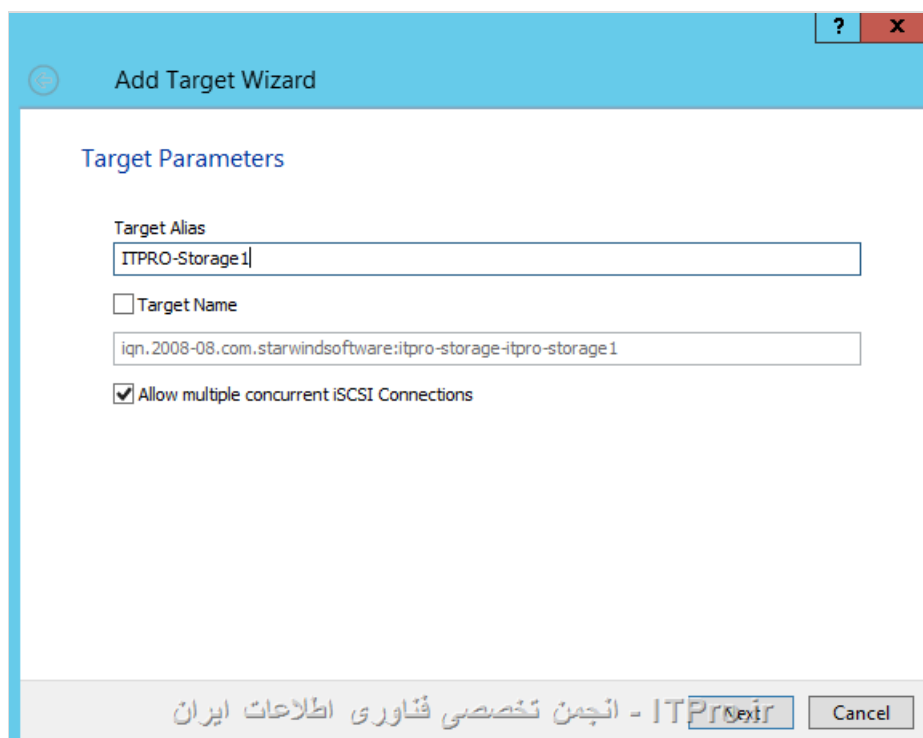 ? x
Add Target Wizard
Target Parameters
Target Alias
ITPRO-Storage1
Target Name
iqn.2008-08.com.starwindsoftware:itpro-storage-itpro-storage1
Allow multiple concurrent iSCSI Connections
ITPro.ir - انجمن تخصصی فناوری اطلاعات ایران
Next Cancel